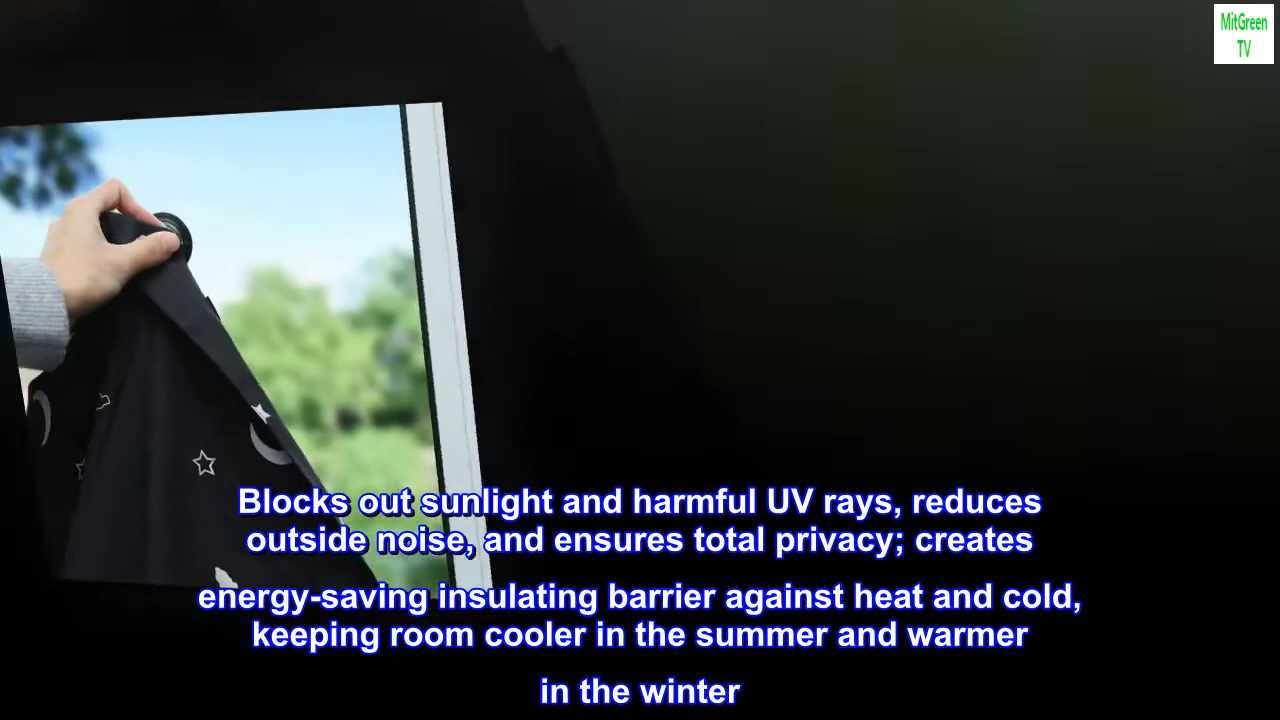 MitGreen
TV
Blocks out sunlight and harmful UV rays, reduces
outside noise, and ensures total privacy; creates
energy-saving insulating barrier against heat and cold,
keeping room cooler in the summer and warmer
in the winter